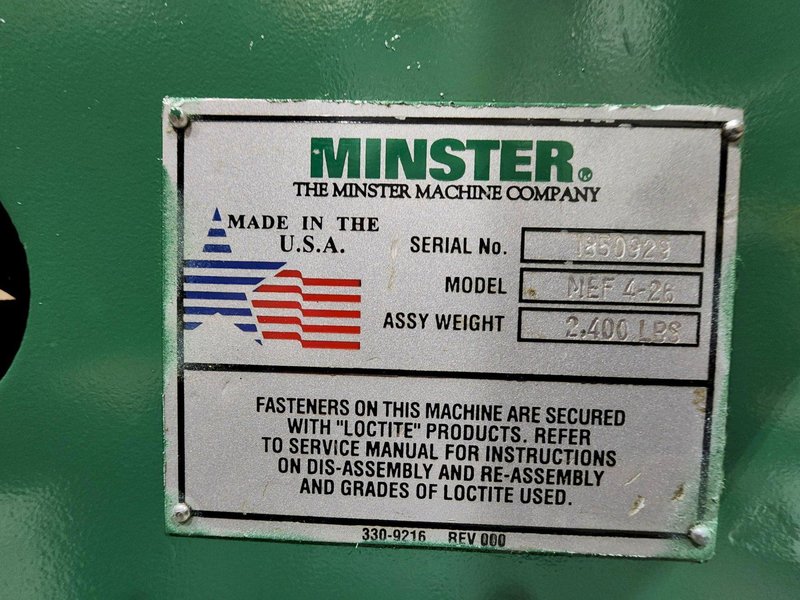 MINSTER®
THE MINSTER MACHINE COMPANY
MADE IN THE
U.S.A.
SERIAL No.
MODEL
ASSY WEIGHT 2,400 LBS
FASTENERS ON THIS MACHINE ARE SECURED
WITH "LOCTITE" PRODUCTS. REFER
TO SERVICE MANUAL FOR INSTRUCTIONS
ON DIS-ASSEMBLY AND RE-ASSEMBLY
AND GRADES OF LOCTITE USED.
330-9216 REV 000